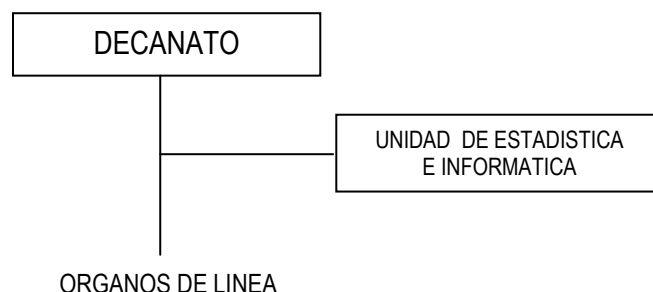 DECANATO
UNIDAD DE ESTADISTICA
E INFORMATICA
ORGANOS DE LINEA